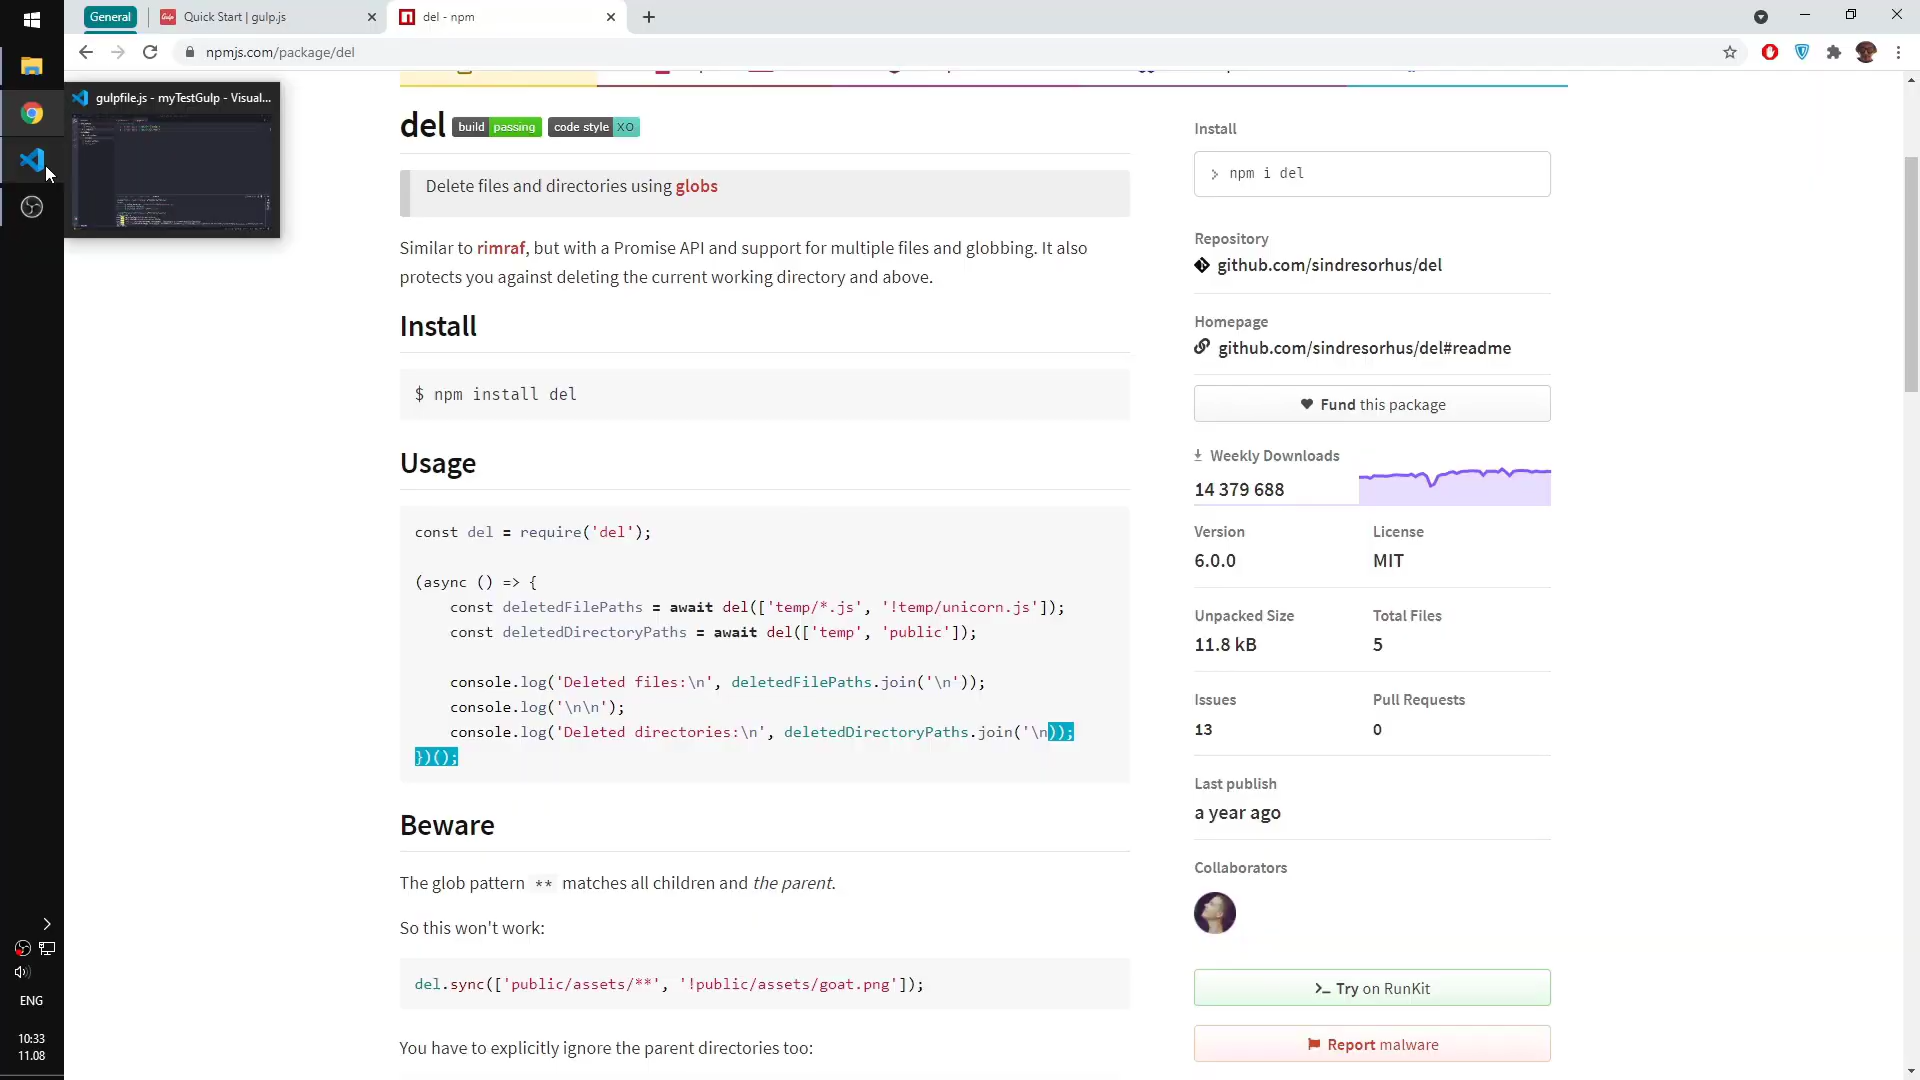 General
Quick Start | gulp.js
del - npm
npmjs.com/package/del
gulpfile.js - myTestGulp - Visual...
del
build passing
code style XO
Delete files and directories using globs
Similar to rimraf, but with a Promise API and support for multiple files and globbing. It also
protects you against deleting the current working directory and above.
Install
$ npm install del
Usage
const del = require('del');
(async () => {
const deletedFilePaths = await del(['temp/*.js', '!temp/unicorn.js']);
const deletedDirectoryPaths = await del(['temp', 'public']);
console.log('Deleted files:\n', deletedFilePaths.join('\n'));
console.log('\n\n');
console.log('Deleted directories:\n', deletedDirectoryPaths.join('\n));
})();
Beware
The glob pattern ** matches all children and the parent.
So this won't work:
del.sync(['public/assets/**', '!public/assets/goat.png']);
You have to explicitly ignore the parent directories too:
Install
> npm i del
Repository
github.com/sindresorhus/del
Homepage
github.com/sindresorhus/del#readme
Fund this package
Weekly Downloads
14 379 688
Version
License
6.0.0
MIT
Unpacked Size
Total Files
11.8 kB
5
Issues
Pull Requests
13
0
Last publish
a year ago
Collaborators
>_ Try on RunKit
Report malware
ENG
10:33
11.08